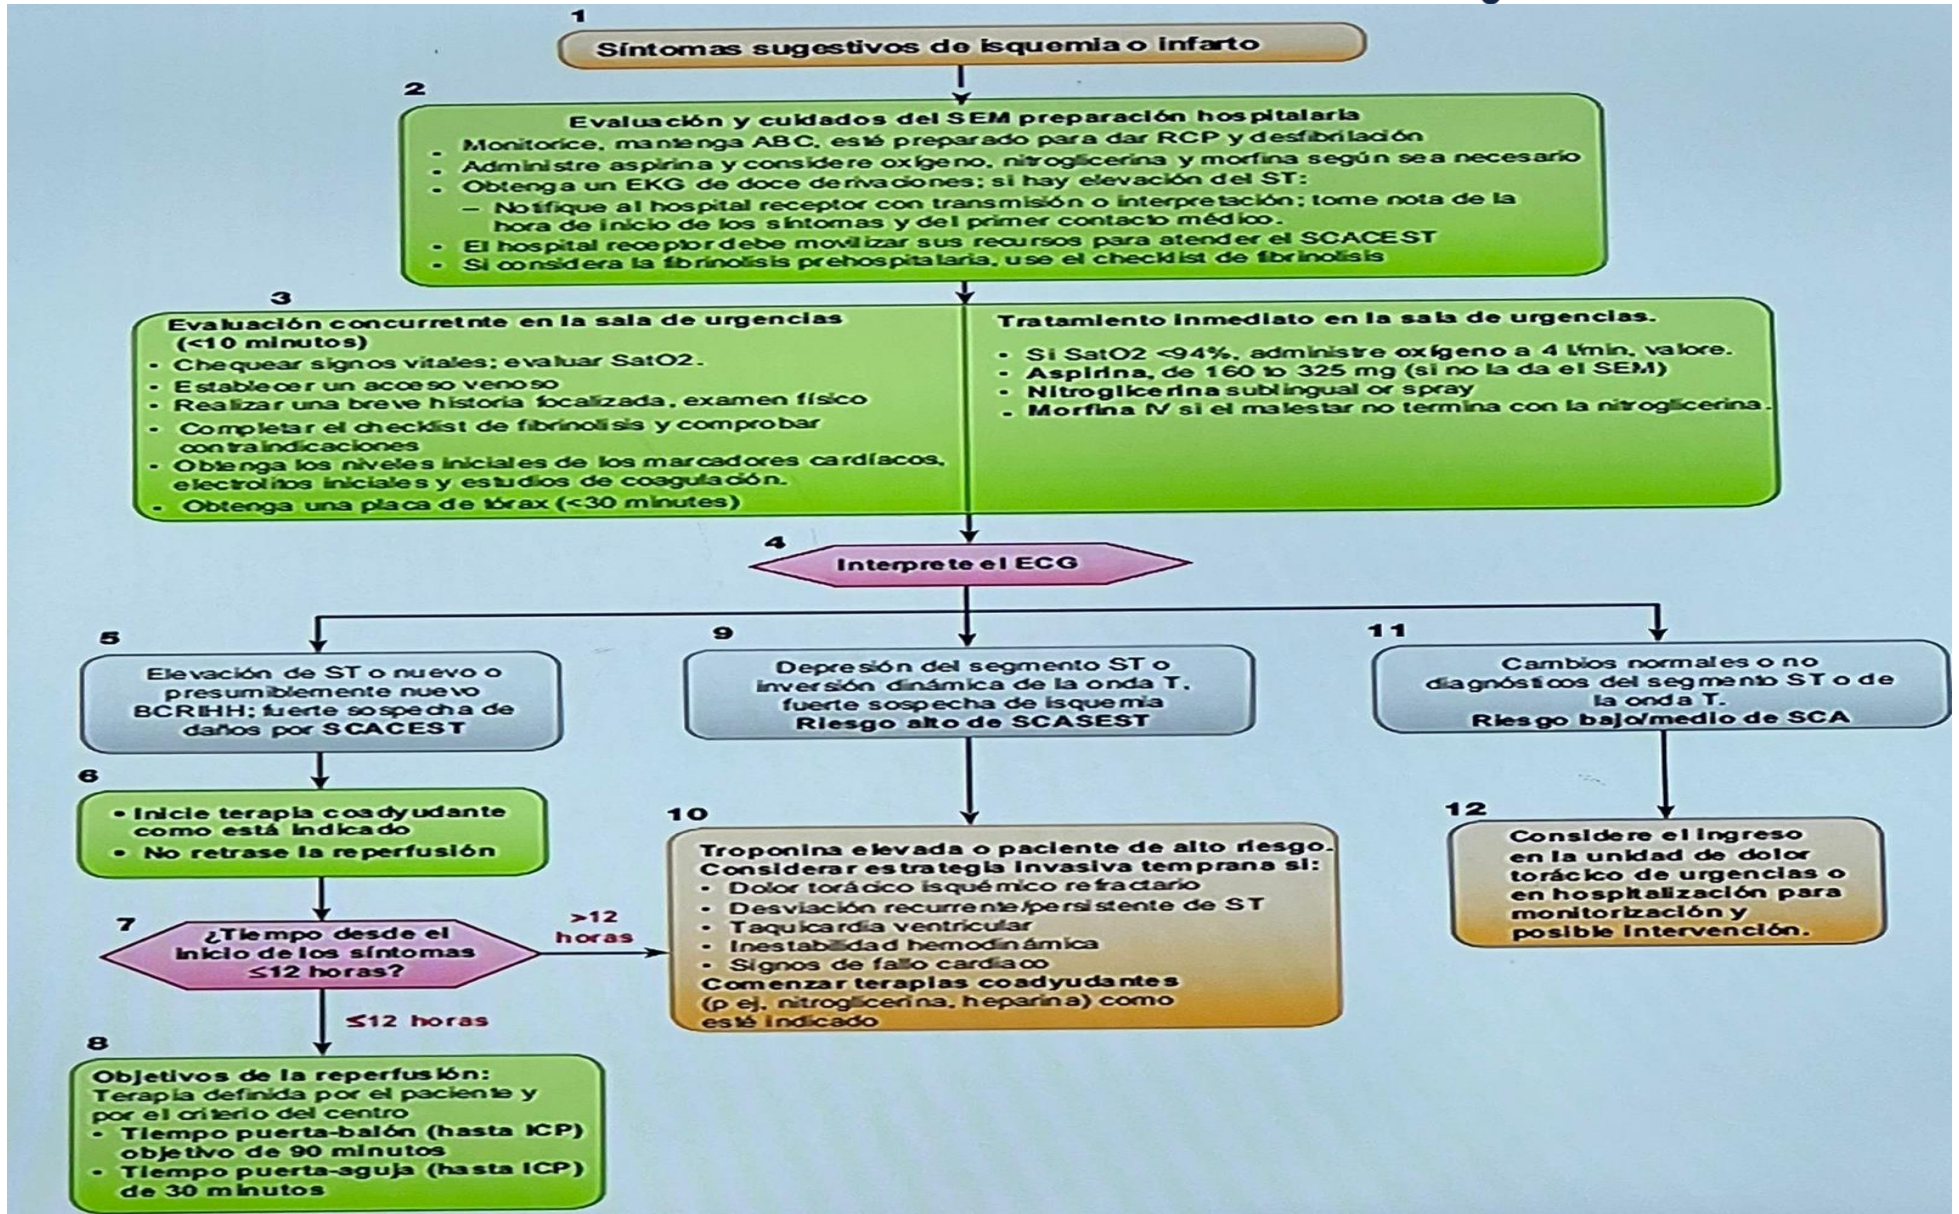 1
Síntomas sugestivos de isquemia o infarto
2
Evaluación y cuidados del SEM preparación hospitalaria
- Monitorice, mantenga ABC, esté preparado para dar RCP y desfibrilación
- Administre aspirina y considere oxígeno, nitroglicerina y morfina según sea necesario
- Obtenga un EKG de doce derivaciones; si hay elevación del ST:
– Notifique al hospital receptor con transmisión o interpretación; tome nota de la
hora de inicio de los síntomas y del primer contacto médico.
• El hospital receptor debe movilizar sus recursos para atender el SCACEST
• Si considera la fibrinolisis prehospitalaria, use el checklist de fibrinolisis
3
Evaluación concurretnte en la sala de urgencias
(<10 minutos)
• Chequear signos vitales; evaluar SatO2.
• Establecer un acceso venoso
• Realizar una breve historia focalizada, examen físico
• Completar el checklist de fibrinolisis y comprobar
contraindicaciones
• Obtenga los niveles iniciales de los marcadores cardíacos,
electrolitos iniciales y estudios de coagulación.
• Obtenga una placa de tórax (<30 minutes)
Tratamiento inmediato en la sala de urgencias.
• Si SatO2 <94%, administre oxígeno a 4 l/min, valore.
• Aspirina, de 160 to 325 mg (si no la da el SEM)
• Nitroglicerina sublingual or spray
• Morfina IV si el malestar no termina con la nitroglicerina.
4
Interprete el ECG
5
Elevación de ST o nuevo o
presumiblemente nuevo
BCRIHH; fuerte sospecha de
daños por SCACEST
9
Depresión del segmento ST o
inversión dinámica de la onda T,
fuerte sospecha de isquemia
Riesgo alto de SCASEST
11
Cambios normales o no
diagnósticos del segmento ST o de
la onda T.
Riesgo bajo/medio de SCA
6
• Inicie terapia coadyudante
como está indicado
• No retrase la reperfusión
10
Troponina elevada o paciente de alto riesgo.
Considerar estrategia invasiva temprana si:
• Dolor torácico isquémico refractario
• Desviación recurrente/persistente de ST
• Taquicardia ventricular
• Inestabilidad hemodinámica
• Signos de fallo cardiaco
Comenzar terapias coadyudantes
(p ej, nitroglicerina, heparina) como
esté indicado
12
Considere el ingreso
en la unidad de dolor
torácico de urgencias o
en hospitalización para
monitorización y
posible intervención.
7
¿Tiempo desde el
inicio de los síntomas
≤12 horas?
>12
horas
≤12 horas
8
Objetivos de la reperfusión:
Terapia definida por el paciente y
por el criterio del centro
• Tiempo puerta-balón (hasta ICP)
objetivo de 90 minutos
• Tiempo puerta-aguja (hasta ICP)
de 30 minutos